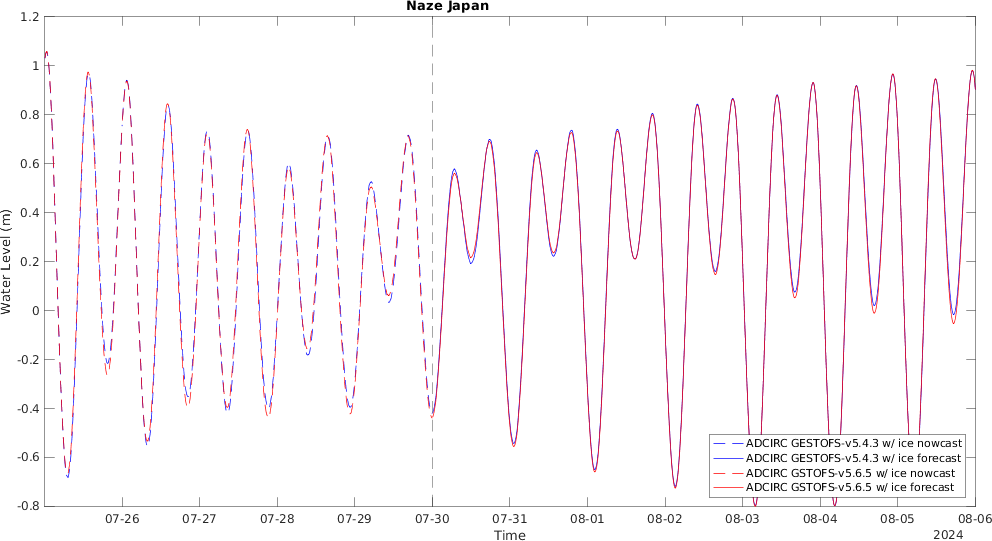 Naze Japan
1.2
1
0.8
0.6
0.4
0.2
0
-0.2
-0.4
-0.6
-0.8
Water Level (m)
07-26 07-27 07-28 07-29 07-30 07-31 08-01 08-02 08-03 08-04 08-05 08-06
Time
2024
ADCIRC GESTOFS-v5.4.3 w/ ice nowcast
ADCIRC GESTOFS-v5.4.3 w/ ice forecast
ADCIRC GSTOFS-v5.6.5 w/ ice nowcast
ADCIRC GSTOFS-v5.6.5 w/ ice forecast